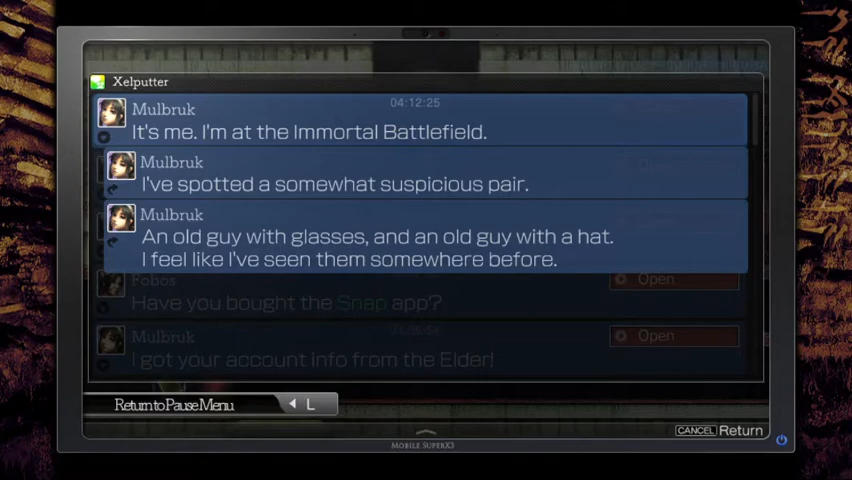 Xelputter
Mulbruk
04:12:25
It's me. I'm at the Immortal Battlefield.
Mulbruk
I've spotted a somewhat suspicious pair.
Mulbruk
An old guy with glasses, and an old guy with a hat.
I feel like I've seen them somewhere before.
Fobos
Open
Have you bought the Snap app?
Mulbruk
Open
I got your account info from the Elder!
Return to Pause Menu
L
CANCEL Return
MOBILE SUPERX3